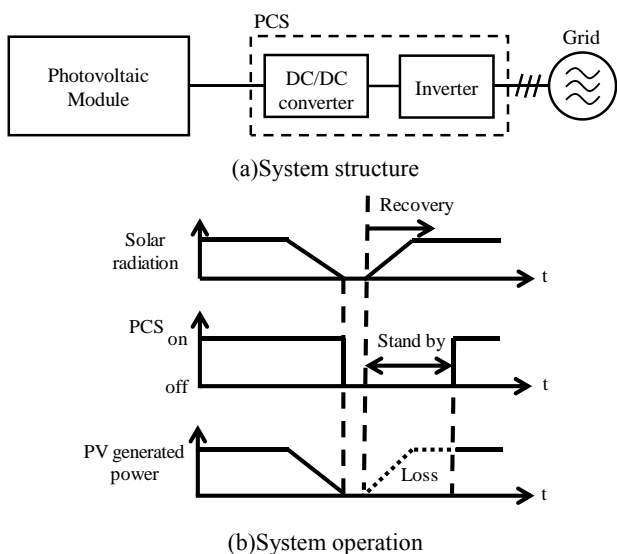 PCS
Grid
Photovoltaic
Module
DC/DC
converter
Inverter
(a)System structure
Recovery
Solar
radiation
t
PCS on
Stand by
off
t
PV generated
power
Loss
t
(b)System operation